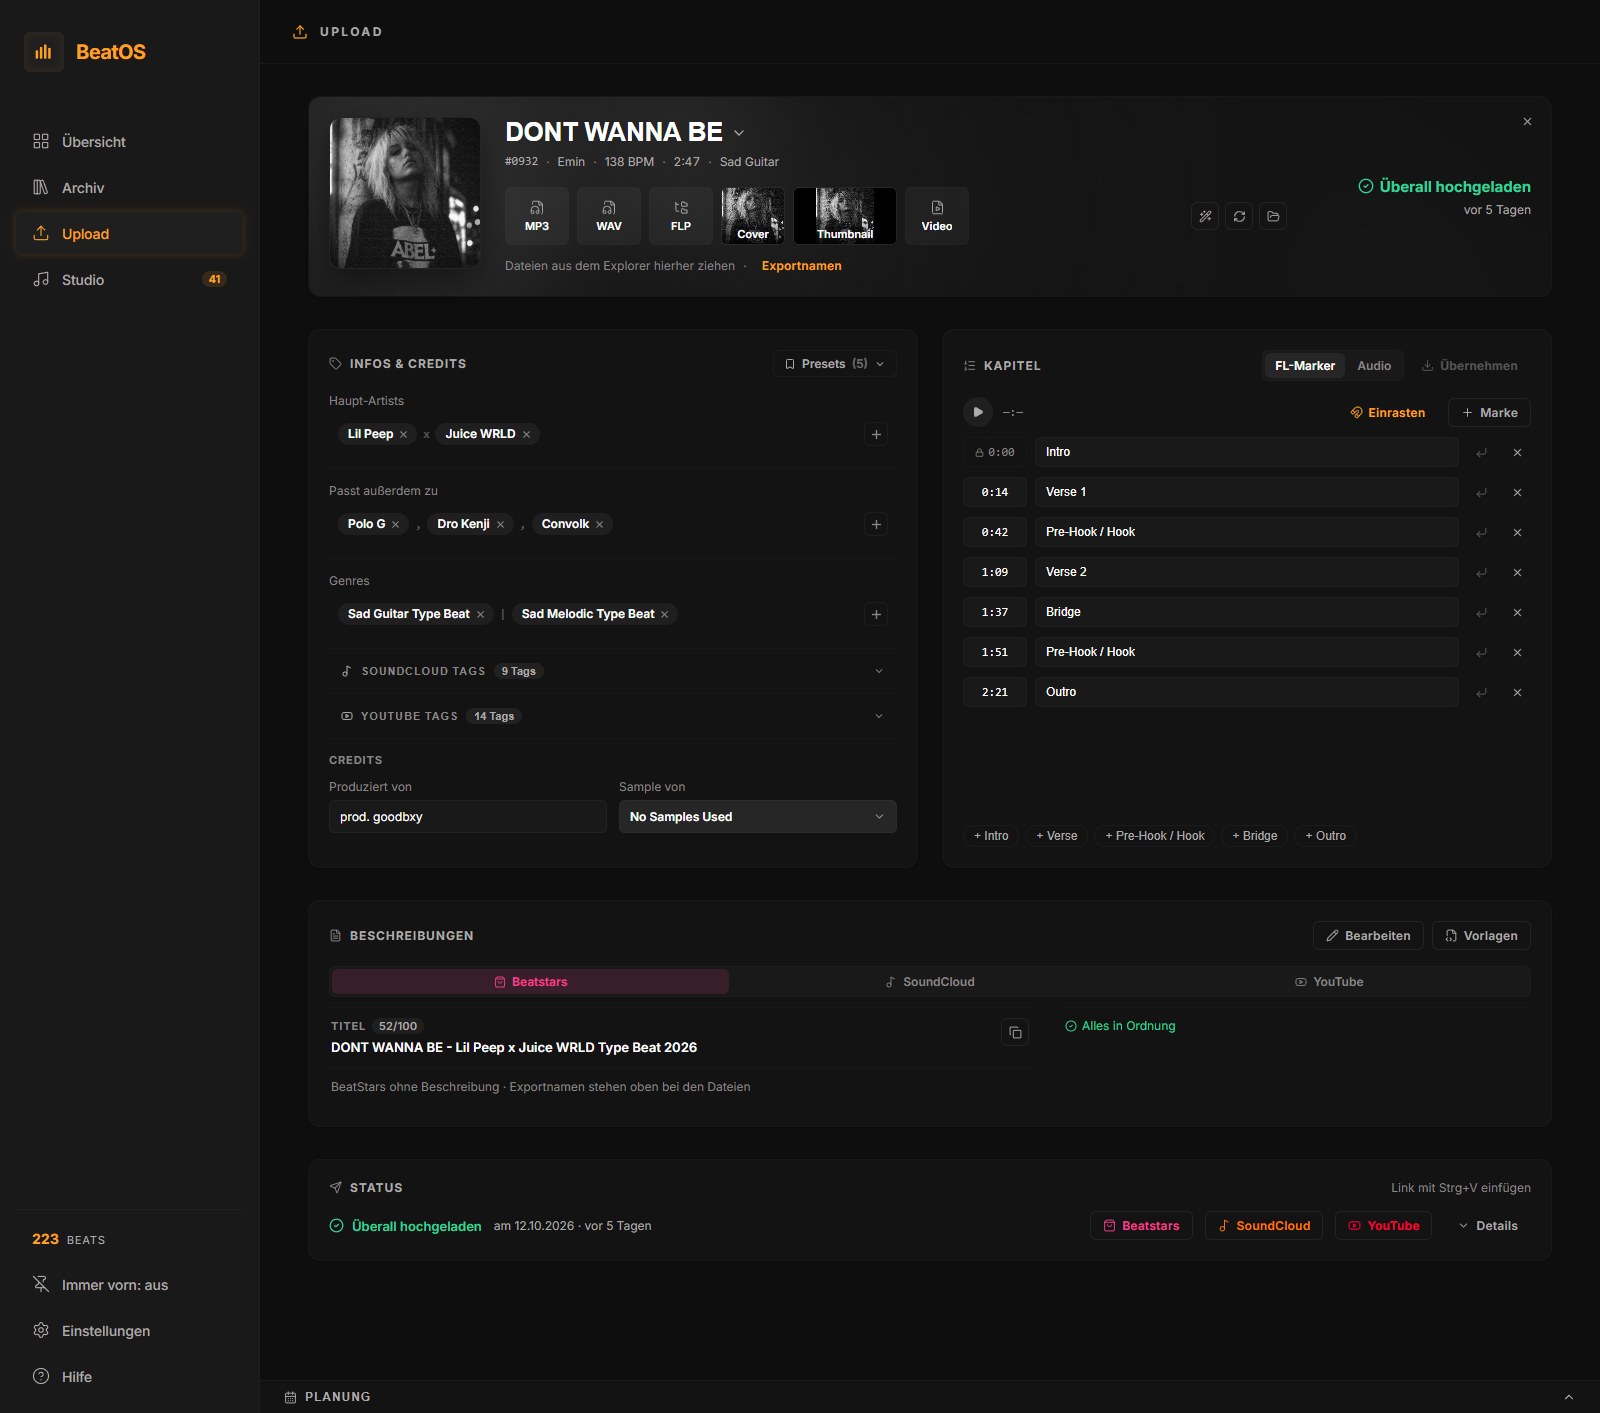 BeatOS
UPLOAD
Übersicht
Archiv
Upload
Studio 41
DONT WANNA BE
#0932 · Emin · 138 BPM · 2:47 · Sad Guitar
MP3
WAV
FLP
Cover
Thumbnail
Video
ABEL
Dateien aus dem Explorer hierher ziehen · Exportnamen
Überall hochgeladen
vor 5 Tagen
INFOS & CREDITS
Presets (5)
Haupt-Artists
Lil Peep x Juice WRLD
Passt außerdem zu
Polo G , Dro Kenji , Convolk
Genres
Sad Guitar Type Beat | Sad Melodic Type Beat
SOUNDCLOUD TAGS 9 Tags
YOUTUBE TAGS 14 Tags
CREDITS
Produziert von
prod. goodbxy
Sample von
No Samples Used
KAPITEL
FL-Marker Audio Übernehmen
–:–
Einrasten
+ Marke
0:00 Intro
0:14 Verse 1
0:42 Pre-Hook / Hook
1:09 Verse 2
1:37 Bridge
1:51 Pre-Hook / Hook
2:21 Outro
+ Intro + Verse + Pre-Hook / Hook + Bridge + Outro
BESCHREIBUNGEN
Bearbeiten
Vorlagen
Beatstars
SoundCloud
YouTube
TITEL 52/100
DONT WANNA BE - Lil Peep x Juice WRLD Type Beat 2026
Alles in Ordnung
BeatStars ohne Beschreibung · Exportnamen stehen oben bei den Dateien
STATUS
Link mit Strg+V einfügen
Überall hochgeladen am 12.10.2026 · vor 5 Tagen
Beatstars
SoundCloud
YouTube
Details
223 BEATS
Immer vorn: aus
Einstellungen
Hilfe
PLANUNG